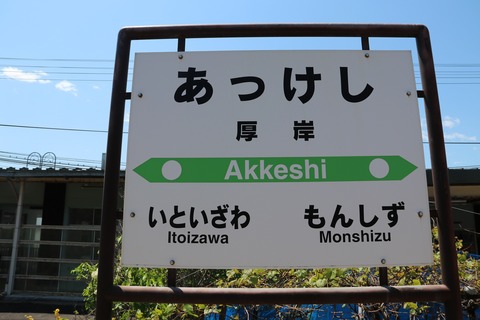 あっけし
厚岸
Akkeshi
いといざわ もんしず
Itoizawa Monshizu